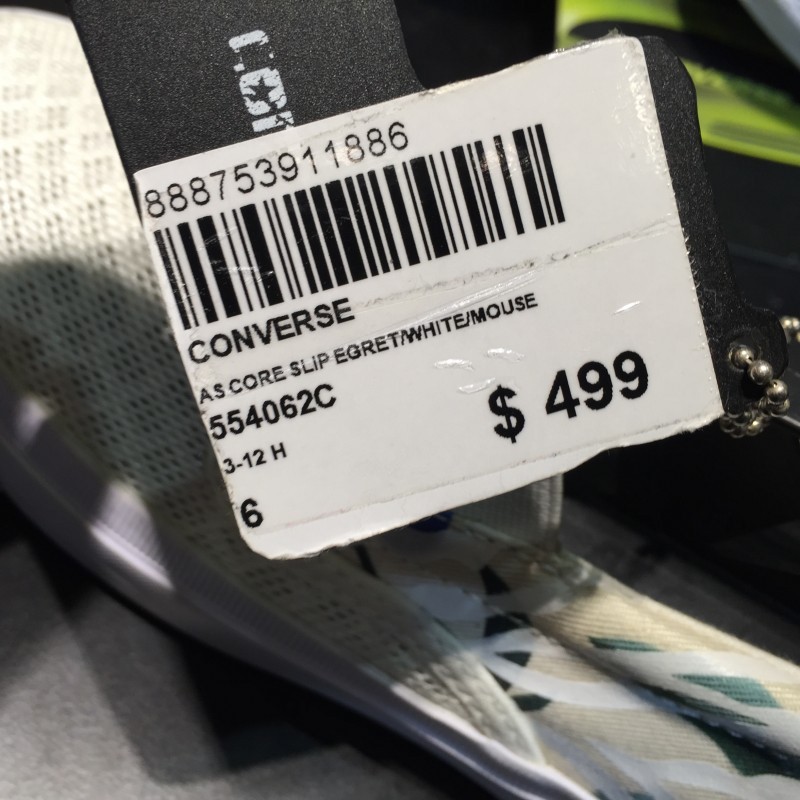 888753911886
CONVERSE
AS CORE SLIP EGRET/WHITE/MOUSE
554062C
$ 499
3-12 H
6